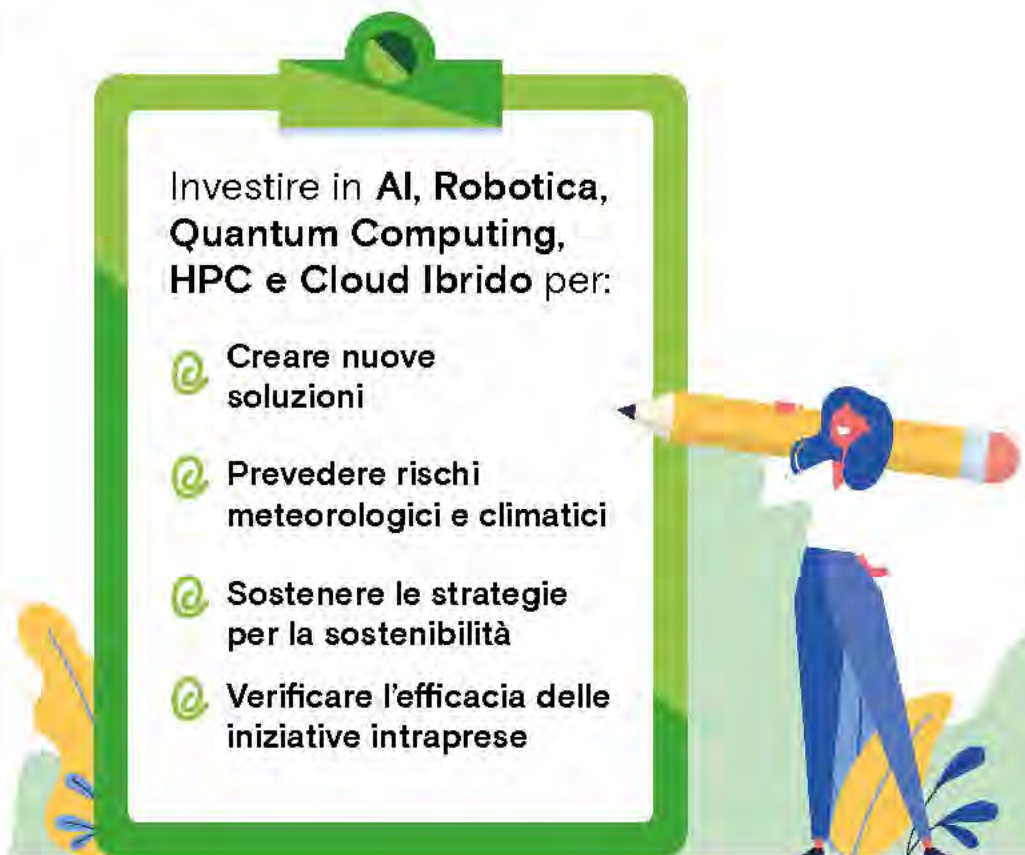 Investire in AI, Robotica,
Quantum Computing,
HPC e Cloud Ibrido per:
Creare nuove
soluzioni
Prevedere rischi
meteorologici e climatici
Sostenere le strategie
per la sostenibilità
Verificare l'efficacia delle
iniziative intraprese